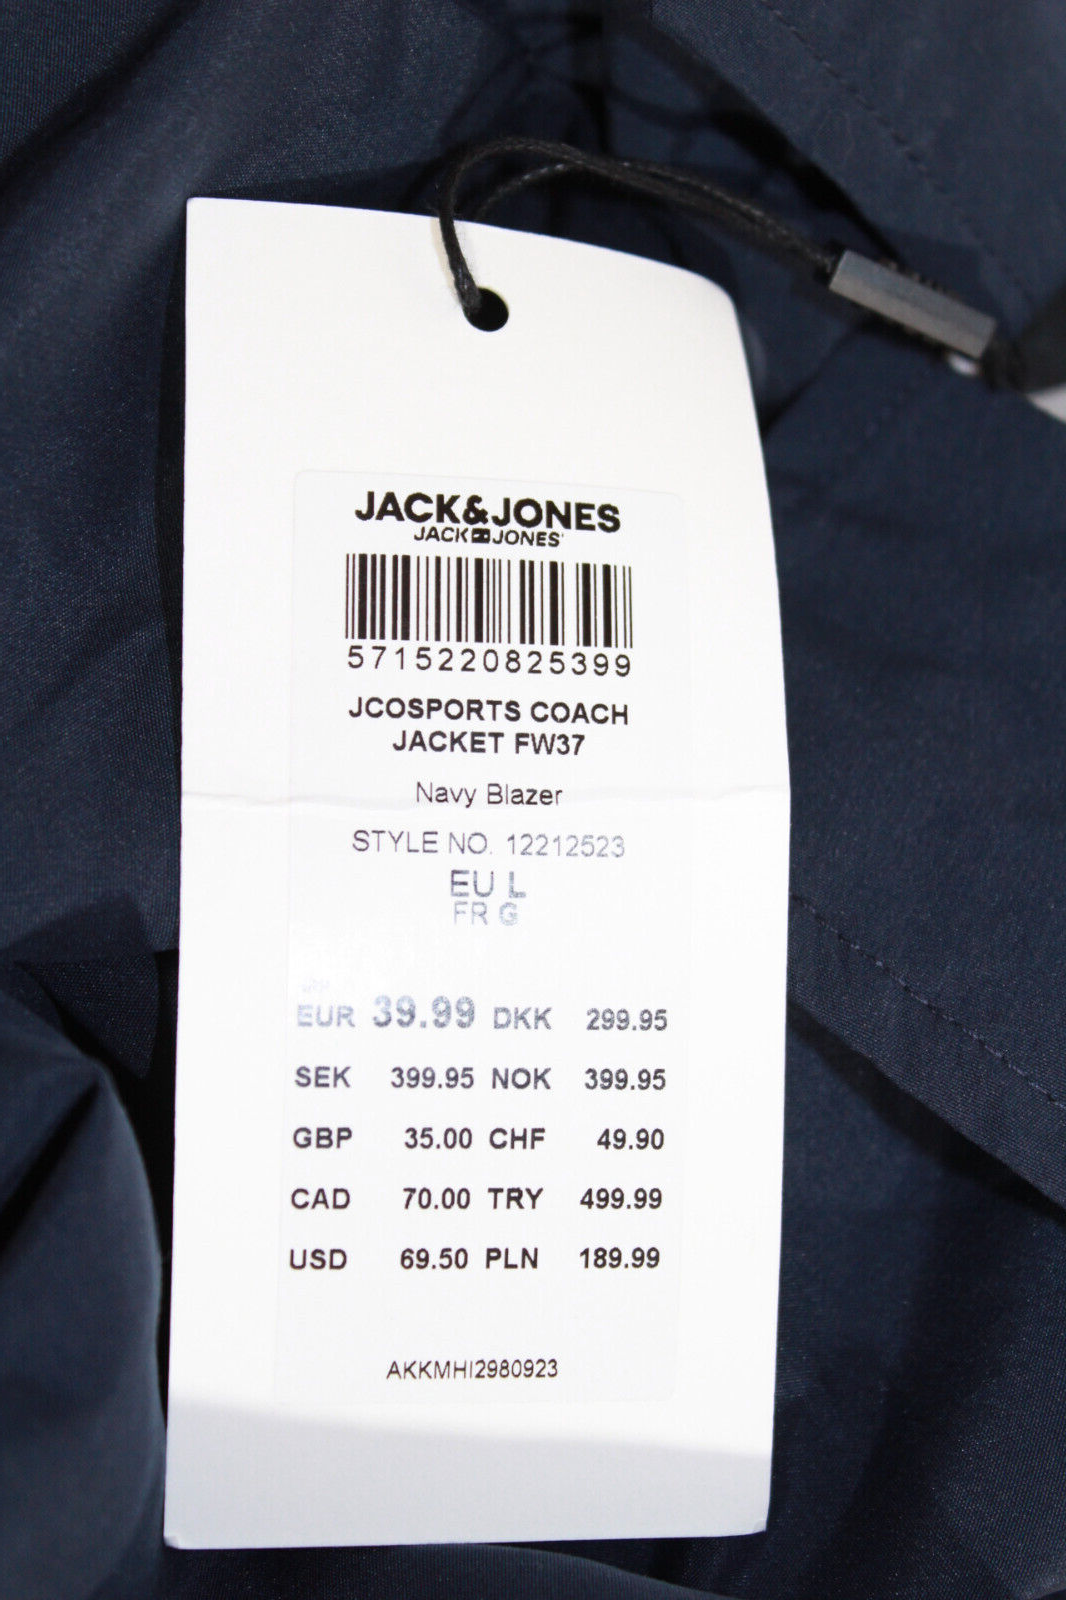 JACK&JONES
JACK JONES
5715220825399
JCOSPORTS COACH
JACKET FW37
Navy Blazer
STYLE NO. 12212523
EU L
FR G
EUR 39.99 DKK 299.95
SEK 399.95 NOK 399.95
GBP 35.00 CHF 49.90
CAD 70.00 TRY 499.99
USD 69.50 PLN 189.99
AKKMHI2980923